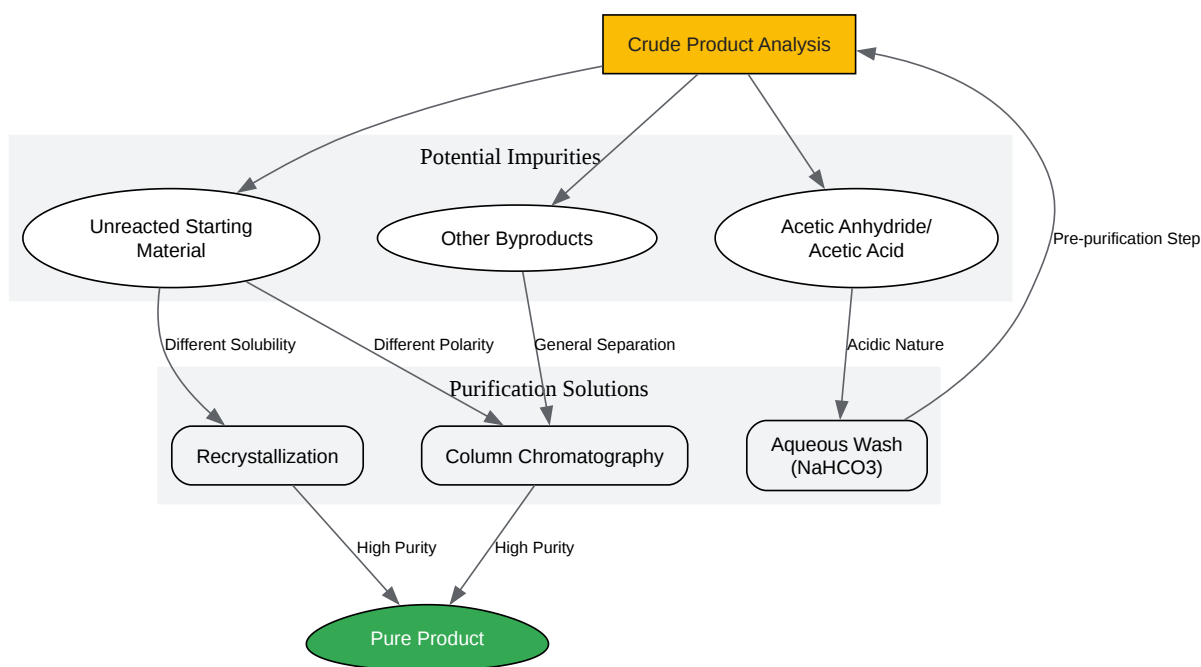 Crude Product Analysis
Potential Impurities
Unreacted Starting
Material
Other Byproducts
Acetic Anhydride/
Acetic Acid
Pre-purification Step
Different Solubility
Different Polarity
General Separation
Acidic Nature
Purification Solutions
Recrystallization
Column Chromatography
Aqueous Wash
(NaHCO3)
High Purity
High Purity
Pure Product